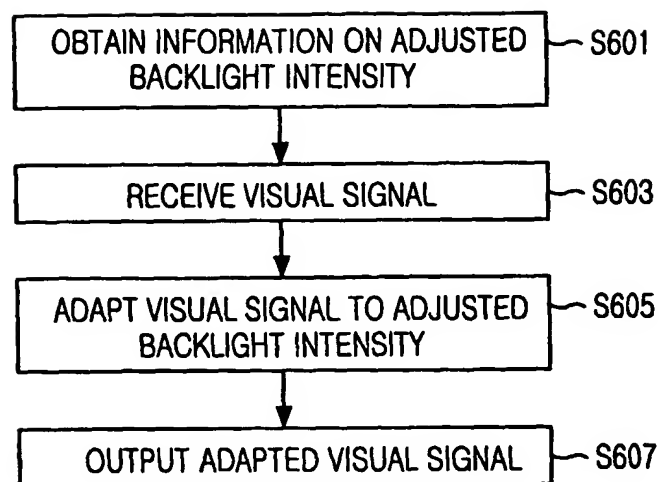 OBTAIN INFORMATION ON ADJUSTED
BACKLIGHT INTENSITY
S601
RECEIVE VISUAL SIGNAL
S603
ADAPT VISUAL SIGNAL TO ADJUSTED
BACKLIGHT INTENSITY
S605
OUTPUT ADAPTED VISUAL SIGNAL
S607